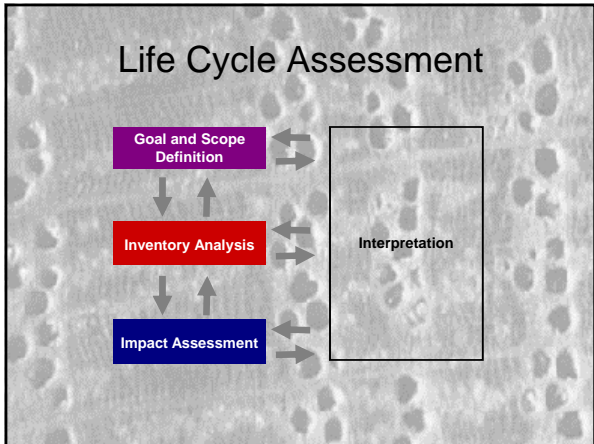 Life Cycle Assessment
Goal and Scope
Definition
Inventory Analysis
Interpretation
Impact Assessment